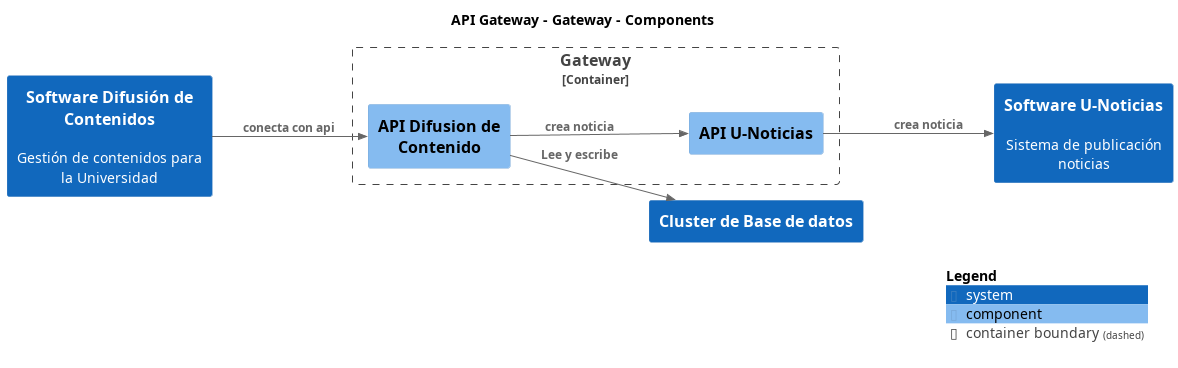 API Gateway - Gateway - Components
Gateway
[Container]
Software Difusión de
Contenidos
Gestión de contenidos para
la Universidad
conecta con api
API Difusion de
Contenido
crea noticia
Lee y escribe
API U-Noticias
crea noticia
Software U-Noticias
Sistema de publicación
noticias
Cluster de Base de datos
Legend
system
component
container boundary (dashed)